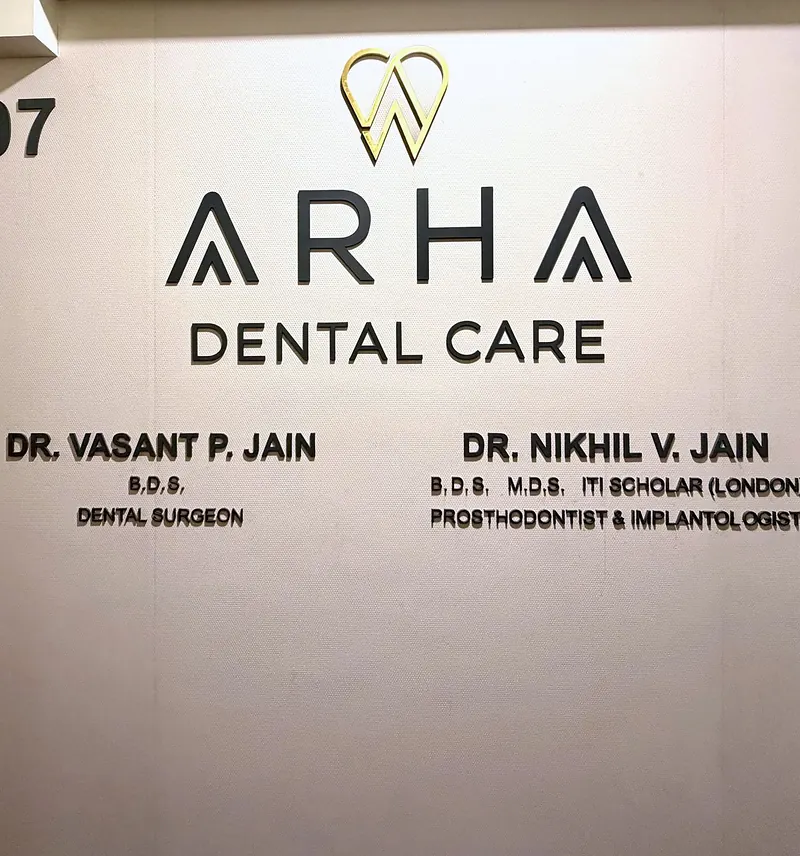 07
ARHA
DENTAL CARE
DR. VASANT P. JAIN
B.D.S.
DENTAL SURGEON
DR. NIKHIL V. JAIN
B.D.S. M.D.S. ITI SCHOLAR (LONDON)
PROSTHODONTIST & IMPLANTOLOGIST